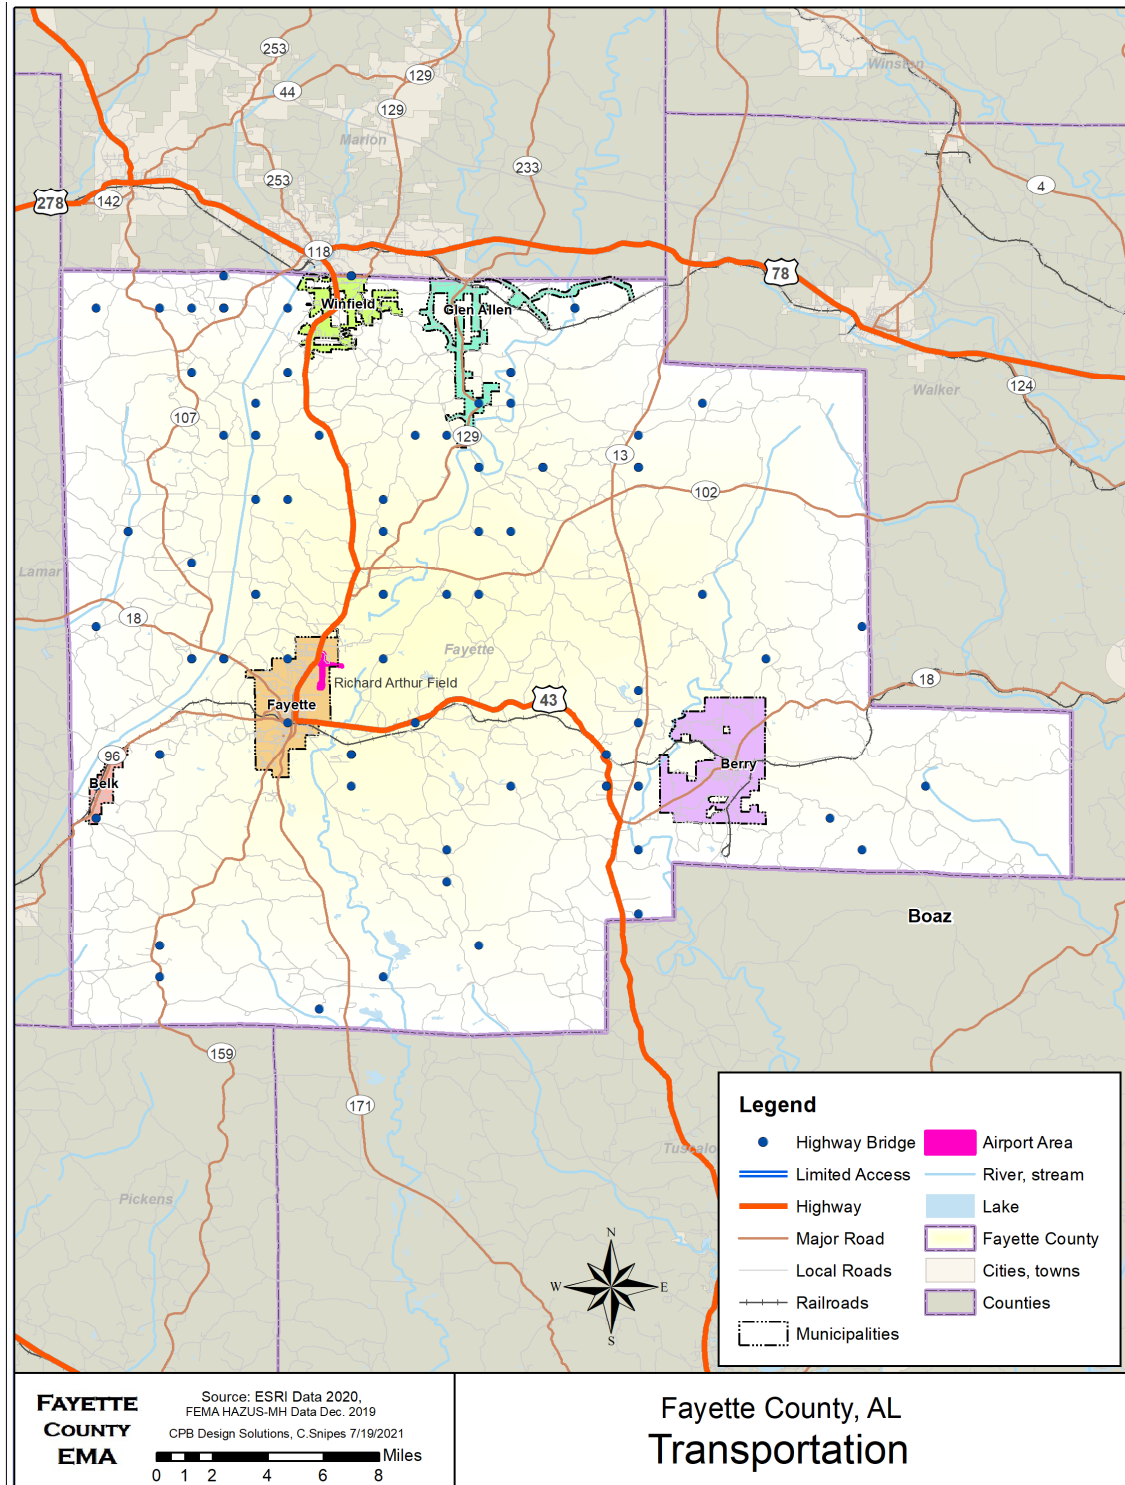 253
129
44
129
Winston
Marion
233
253
4
278
142
118
78
Winfield
Glen Allen
Walker
124
107
129
13
102
Lamar
18
Fayette
Richard Arthur Field
18
43
Fayette
96
Belk
Berry
Boaz
159
171
Tuscalo
Pickens
Legend
Highway Bridge
Airport Area
Limited Access
River, stream
Highway
Lake
Major Road
Fayette County
Local Roads
Cities, towns
Railroads
Counties
Municipalities
N
W E
S
FAYETTE
COUNTY
EMA
Source: ESRI Data 2020,
FEMA HAZUS-MH Data Dec. 2019
CPB Design Solutions, C.Snipes 7/19/2021
Miles
0 1 2 4 6 8
Fayette County, AL
Transportation